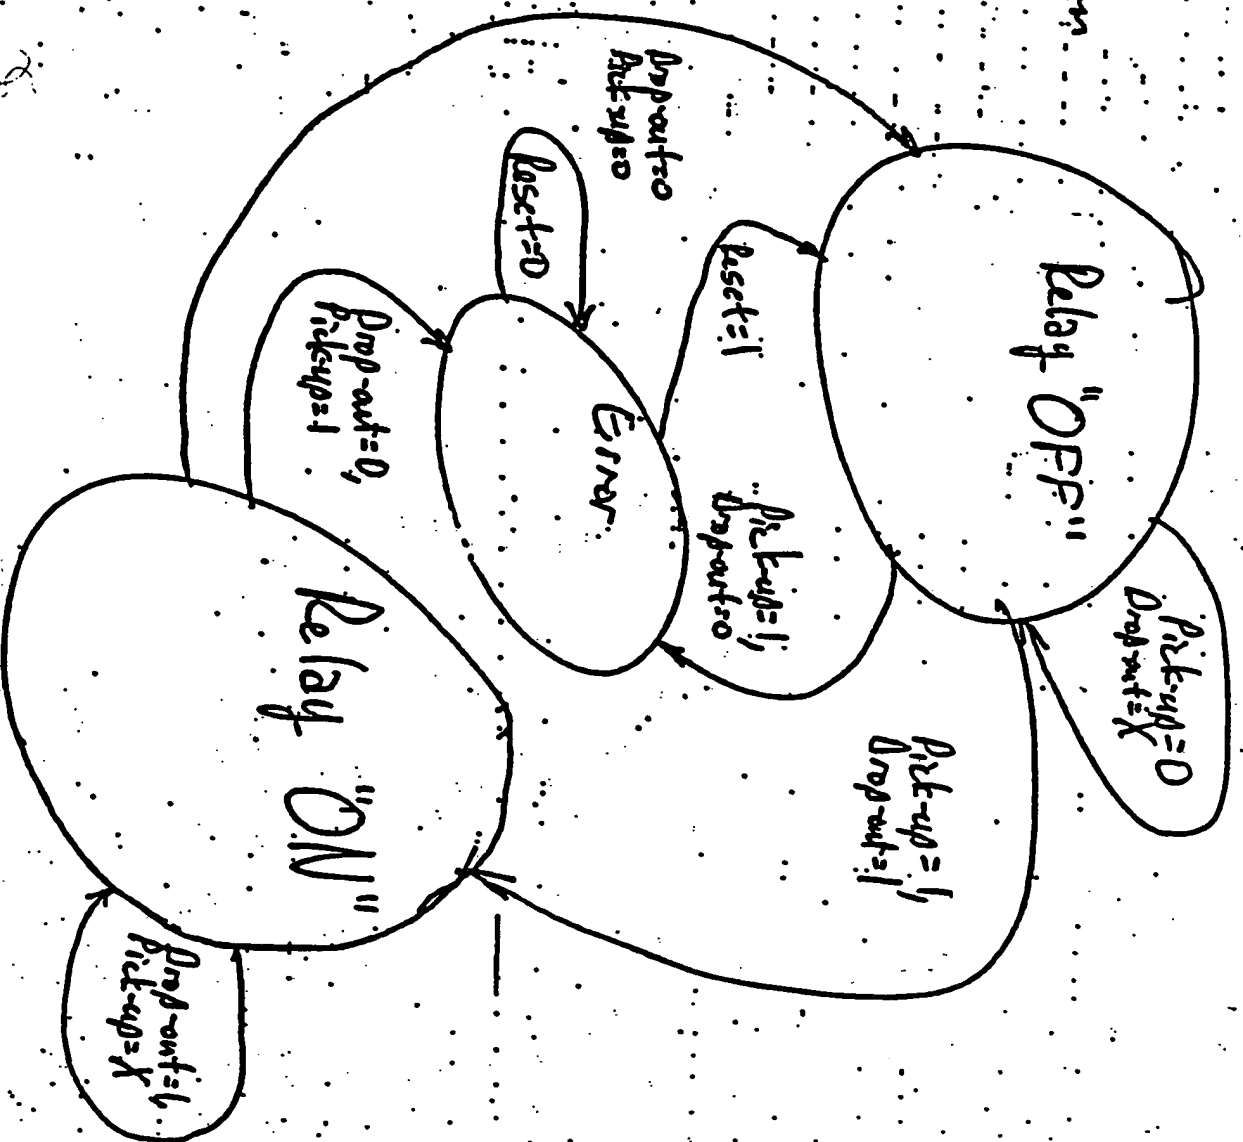 Relay "OFF"
Pick-up=0
Drop-out=X
Reset=1
Pick-up=1,
Drop-out=0
Pick-up=1,
Drop-out=1
Drop-out=0
Pick-up=0
Reset=0
Error
Drop-out=0,
Pick-up=1
Relay "ON"
Drop-out=1,
Pick-up=X